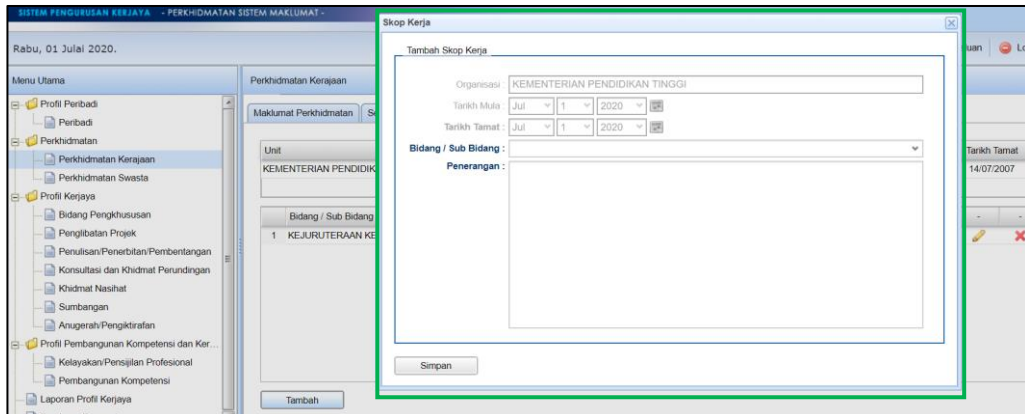 SISTEM PENGURUSAN KERJAYA - PERKHIDMATAN SISTEM MAKLUMAT -
Rabu, 01 Julai 2020.
Menu Utama
Profil Peribadi
Peribadi
Perkhidmatan
Perkhidmatan Kerajaan
Perkhidmatan Swasta
Profil Kerjaya
Bidang Pengkhususan
Penglibatan Projek
Penulisan/Penerbitan/Pembentangan
Konsultasi dan Khidmat Perundingan
Khidmat Nasihat
Sumbangan
Anugerah/Pengiktirafan
Profil Pembangunan Kompetensi dan Ker...
Kelayakan/Pensijilan Profesional
Pembangunan Kompetensi
Laporan Profil Kerjaya
Perkhidmatan Kerajaan
Maklumat Perkhidmatan
Unit
KEMENTERIAN PENDIDIK
Bidang / Sub Bidang
1 KEJURUTERAAN KE
Tambah
Skop Kerja
Tambah Skop Kerja
Organisasi : KEMENTERIAN PENDIDIKAN TINGGI
Tarikh Mula : Jul 1 2020
Tarikh Tamat : Jul 1 2020
Bidang / Sub Bidang :
Penerangan :
Simpan
uan Lo
Tarikh Tamat
14/07/2007
- -